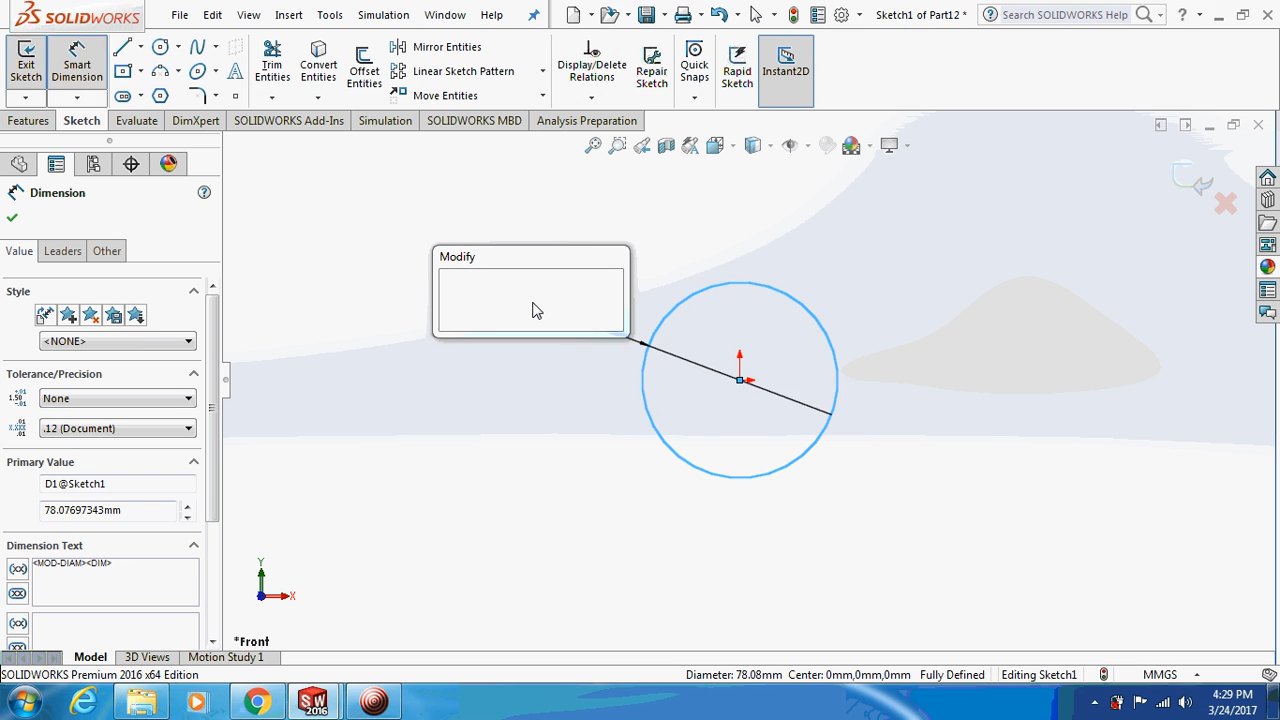 SOLIDWORKS File Edit View Insert Tools Simulation Window Help Sketch1 of Part12 * Search SOLIDWORKS Help
Exit Sketch
Smart Dimension
Trim Entities
Convert Entities
Offset Entities
Mirror Entities
Linear Sketch Pattern
Move Entities
Display/Delete Relations
Repair Sketch
Quick Snaps
Rapid Sketch
Instant2D
Features Sketch Evaluate DimXpert SOLIDWORKS Add-Ins Simulation SOLIDWORKS MBD Analysis Preparation
Dimension
Value Leaders Other
Style
<NONE>
Tolerance/Precision
None
.12 (Document)
Primary Value
D1@Sketch1
78.07697343mm
Dimension Text
<MOD-DIAM><DIM>
Modify
Y
X
*Front
Model 3D Views Motion Study 1
SOLIDWORKS Premium 2016 x64 Edition Diameter: 78.08mm Center: 0mm,0mm,0mm Fully Defined Editing Sketch1 MMGS
SW 2016
4:29 PM
3/24/2017